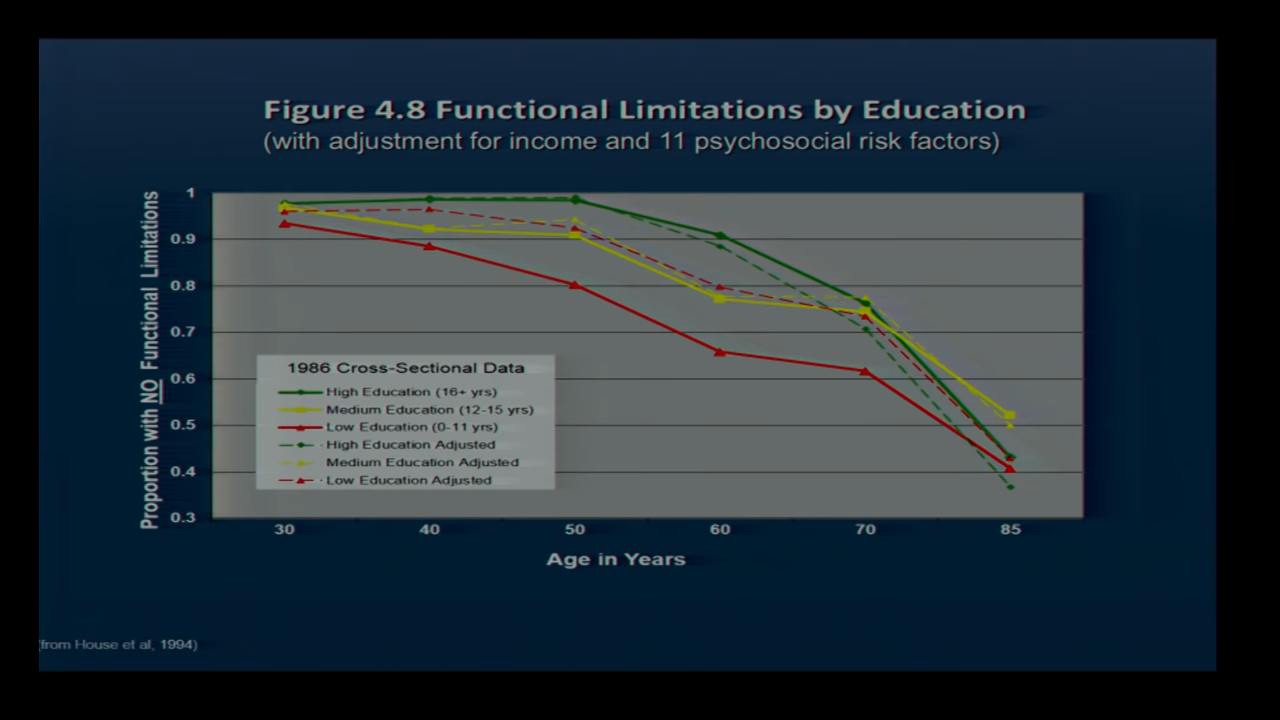 Figure 4.8 Functional Limitations by Education
(with adjustment for income and 11 psychosocial risk factors)
Proportion with NO Functional Limitations
1
0.9
0.8
0.7
0.6
0.5
0.4
0.3
1986 Cross-Sectional Data
High Education (16+ yrs)
Medium Education (12-15 yrs)
Low Education (0-11 yrs)
High Education Adjusted
Medium Education Adjusted
Low Education Adjusted
30 40 50 60 70 85
Age in Years
(from House et al, 1994)